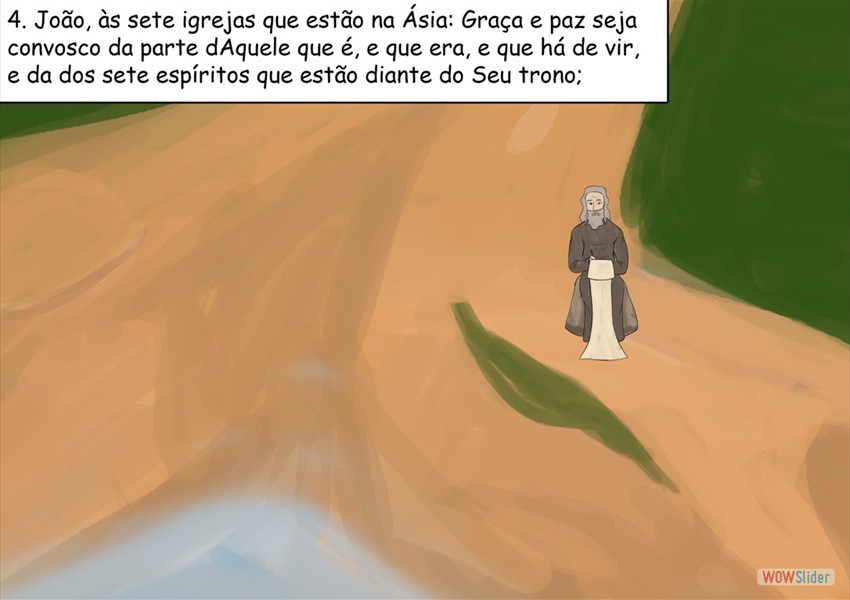 4. João, às sete igrejas que estão na Ásia: Graça e paz seja
convosco da parte dAquele que é, e que era, e que há de vir,
e da dos sete espíritos que estão diante do Seu trono;
WOWSlider